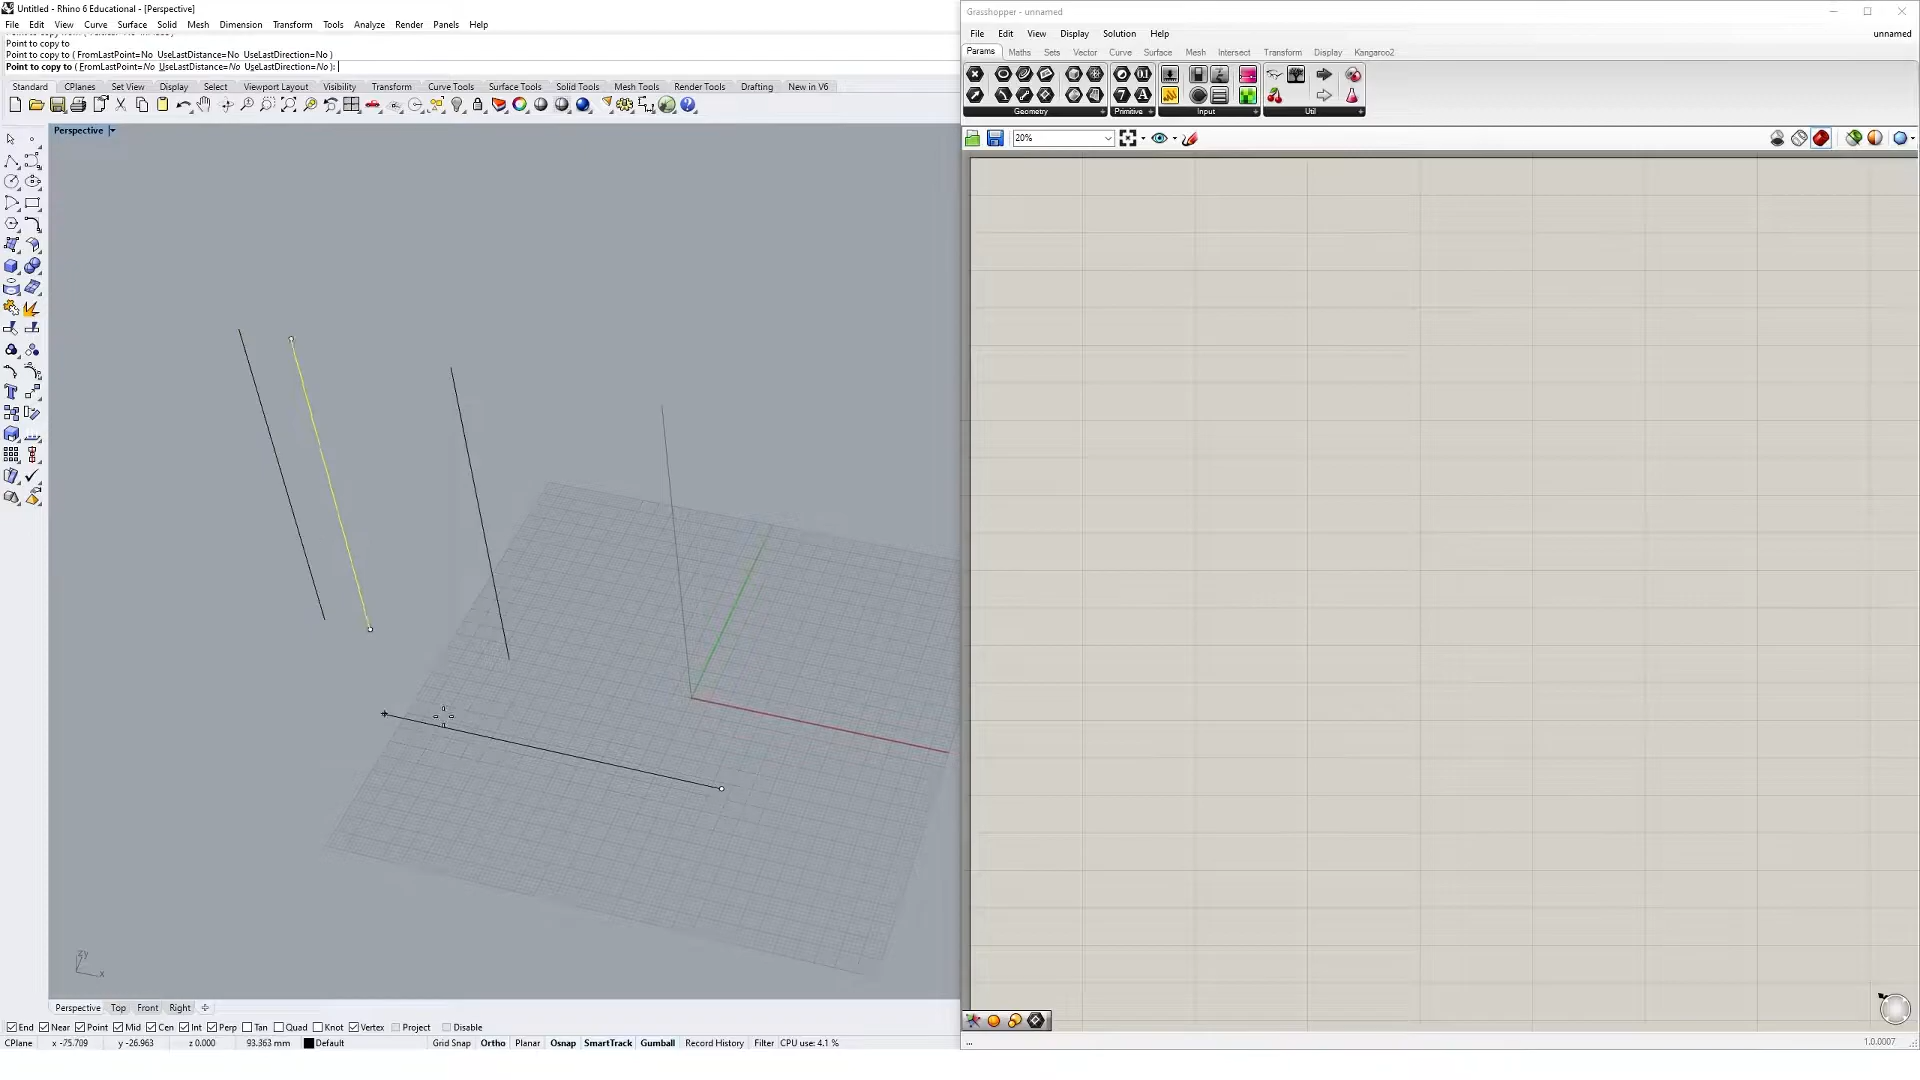 Untitled - Rhino 6 Educational - [Perspective]
File Edit View Curve Surface Solid Mesh Dimension Transform Tools Analyze Render Panels Help
Point to copy to
Point to copy to ( FromLastPoint=No UseLastDistance=No UseLastDirection=No )
Point to copy to ( FromLastPoint=No UseLastDistance=No UseLastDirection=No ):
Standard CPlanes Set View Display Select Viewport Layout Visibility Transform Curve Tools Surface Tools Solid Tools Mesh Tools Render Tools Drafting New in V6
Perspective
zy
x
Perspective Top Front Right
End Near Point Mid Cen Int Perp Tan Quad Knot Vertex Project Disable
CPlane x -75.709 y -26.963 z 0.000 93.363 mm Default Grid Snap Ortho Planar Osnap SmartTrack Gumball Record History Filter CPU use: 4.1 %
Grasshopper - unnamed
File Edit View Display Solution Help unnamed
Params Maths Sets Vector Curve Surface Mesh Intersect Transform Display Kangaroo2
Geometry Primitive Input Util
20%
... 1.0.0007